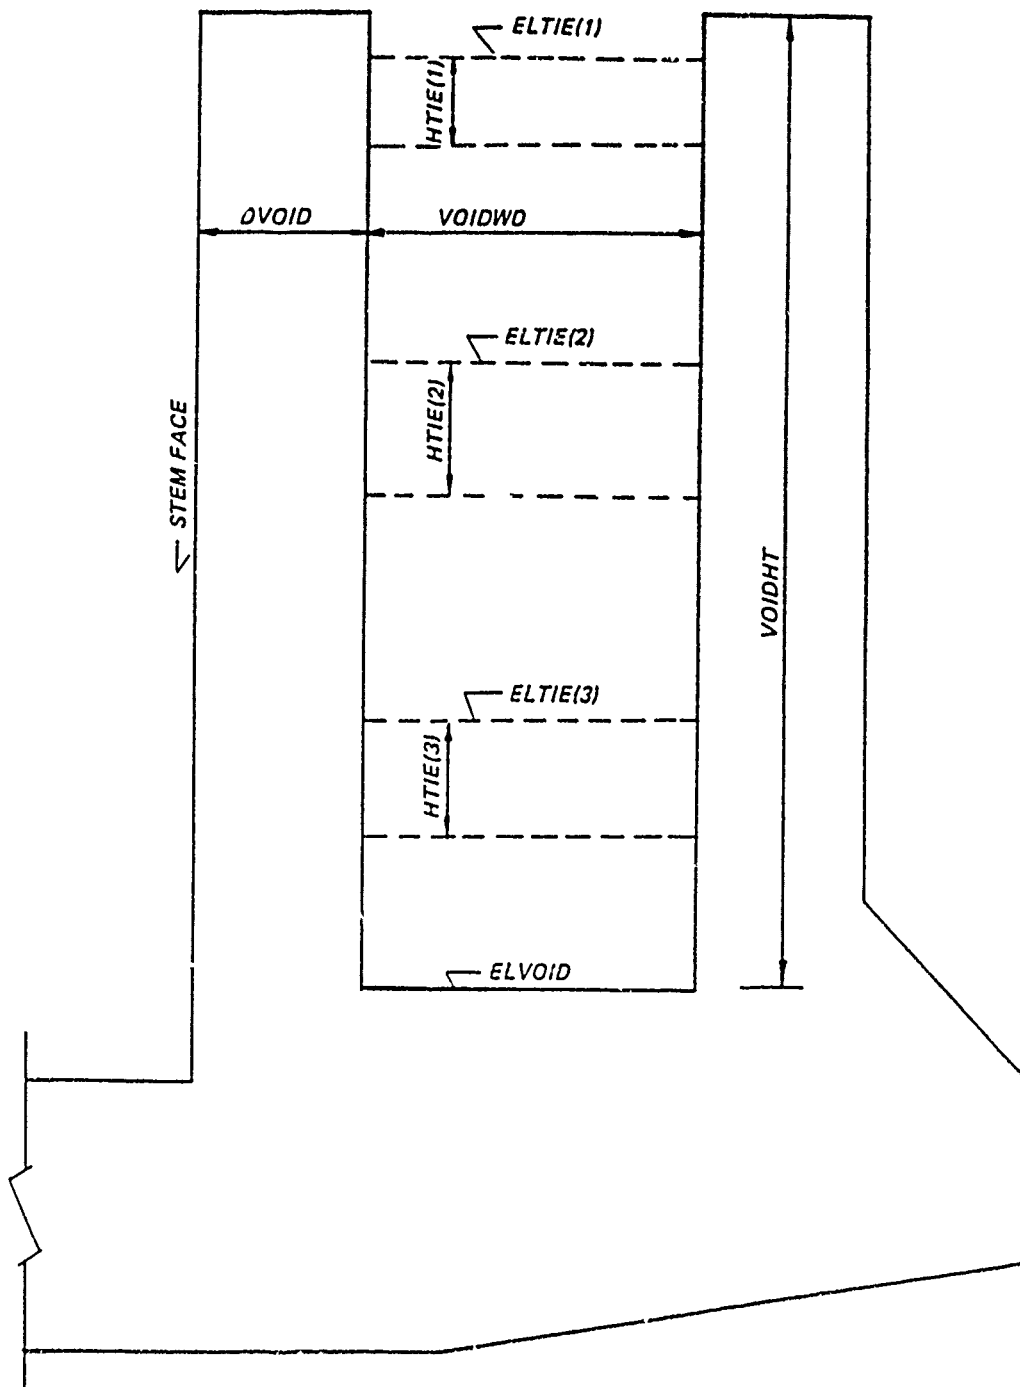 ELTIE(1)
HTIE(1)
DVOID
VOIDWD
ELTIE(2)
HTIE(2)
STEM FACE
VOIDHT
ELTIE(3)
HTIE(3)
ELVOID